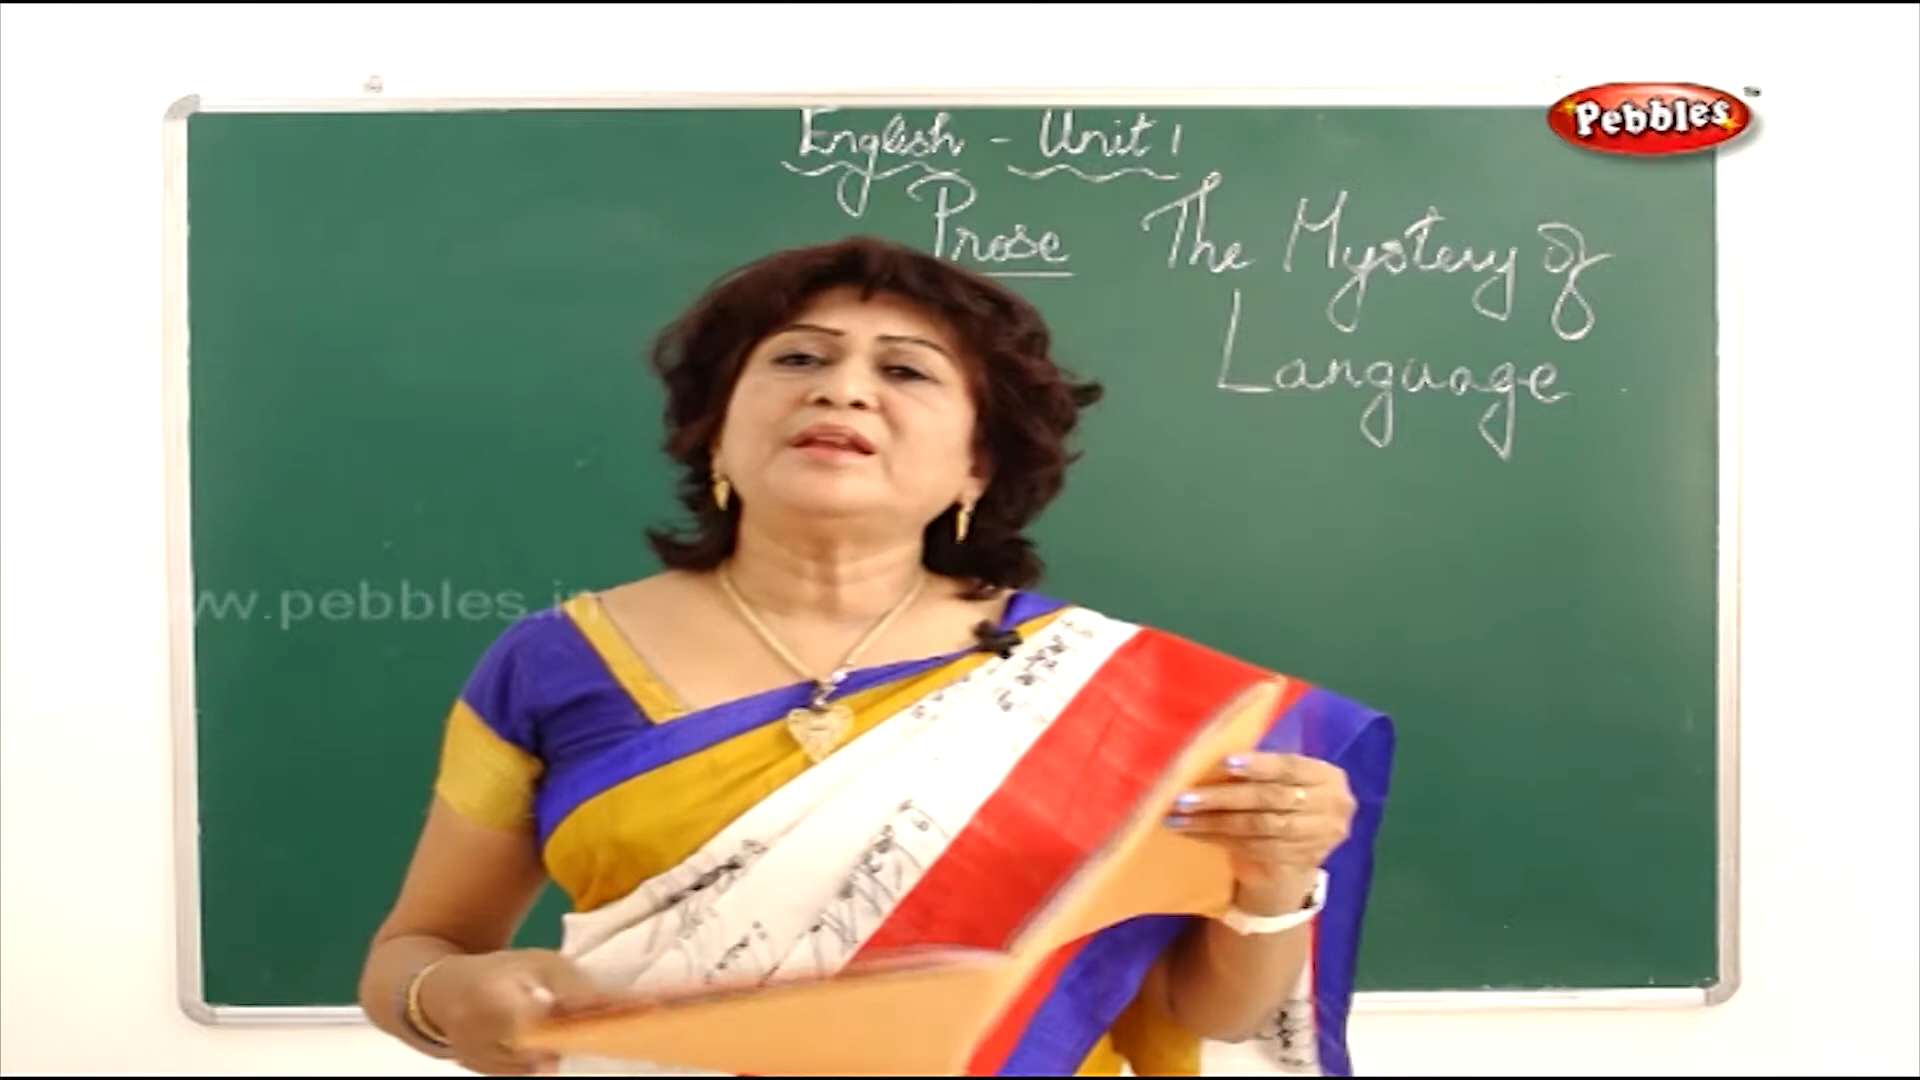 Pebbles
English - Unit 1
Prose The Mystery of
Language
www.pebbles.in